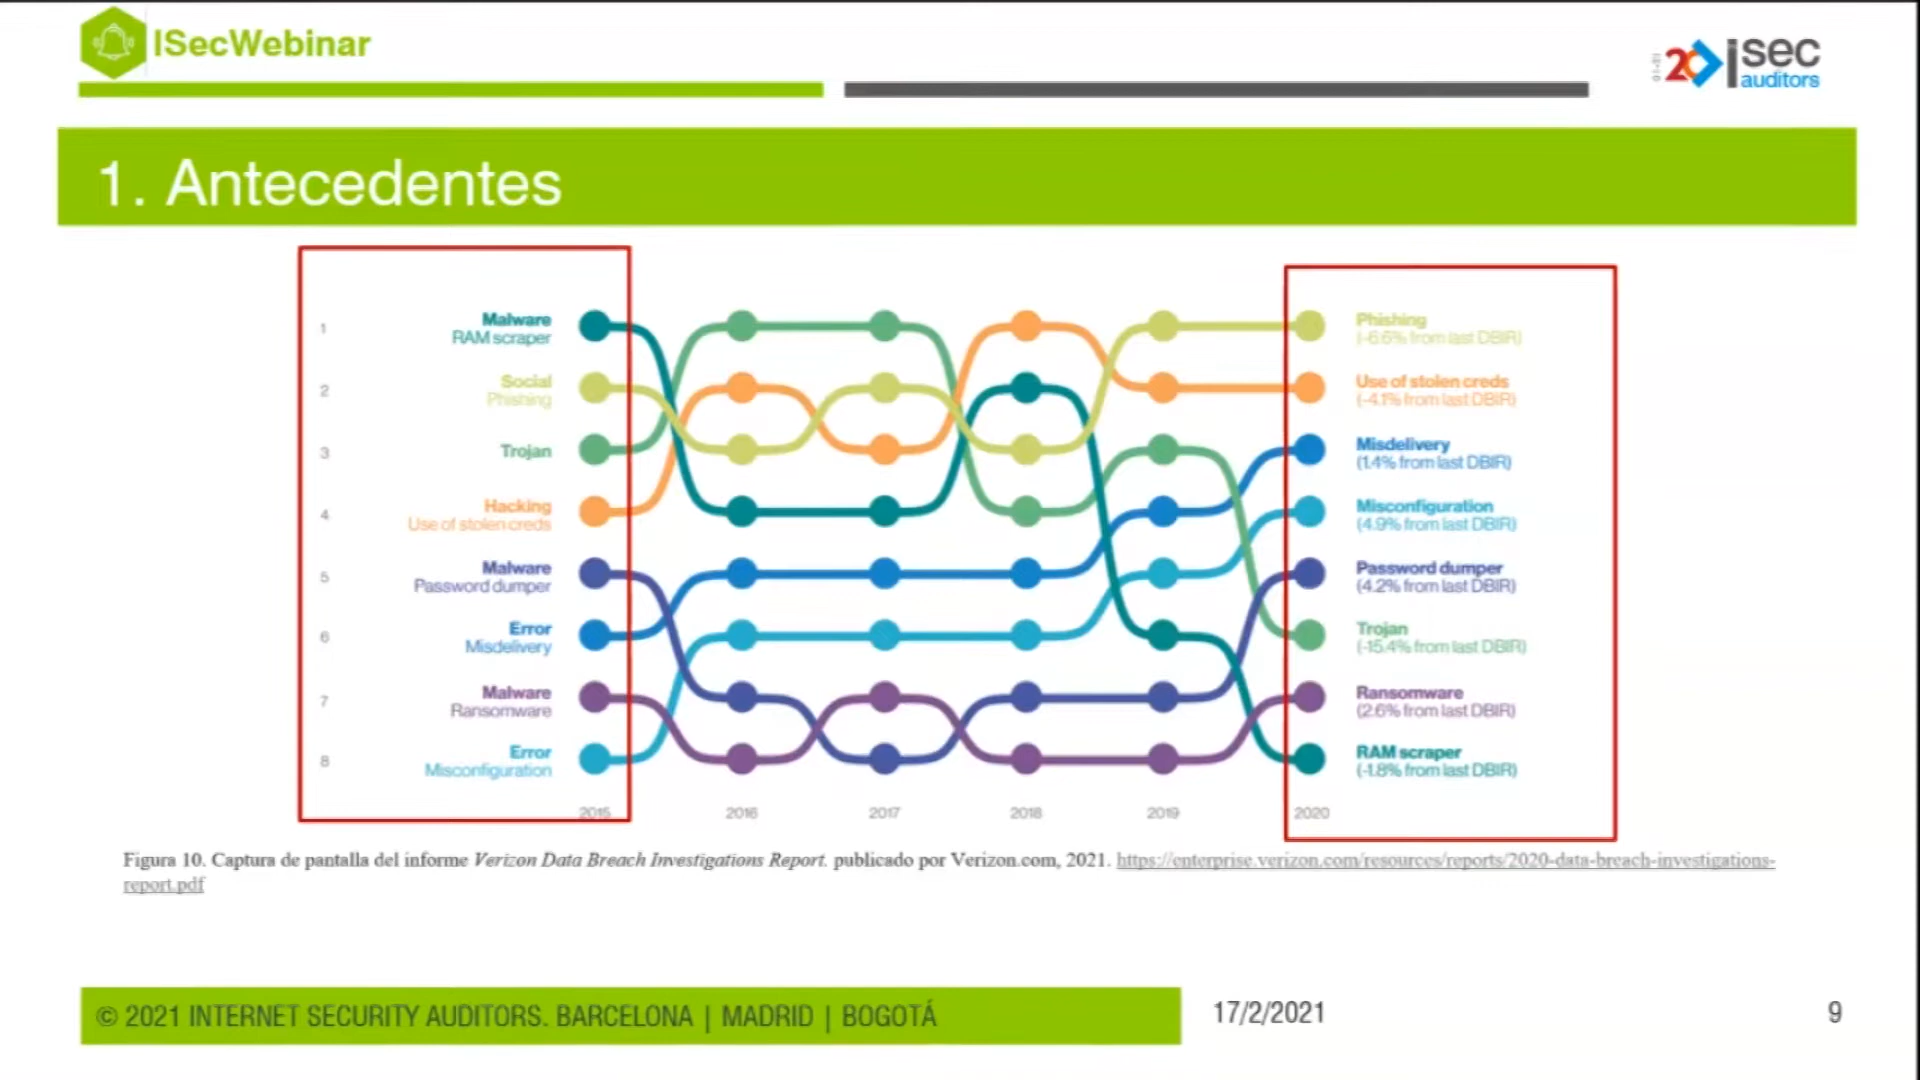 ISecWebinar
20 isec
auditors
1. Antecedentes
1
Malware
RAM scraper
2
Social
Phishing
3
Trojan
4
Hacking
Use of stolen creds
5
Malware
Password dumper
6
Error
Misdelivery
7
Malware
Ransomware
8
Error
Misconfiguration
Phishing
(-6.6% from last DBIR)
Use of stolen creds
(-4.1% from last DBIR)
Misdelivery
(1.4% from last DBIR)
Misconfiguration
(4.9% from last DBIR)
Password dumper
(4.2% from last DBIR)
Trojan
(-15.4% from last DBIR)
Ransomware
(2.6% from last DBIR)
RAM scraper
(-1.8% from last DBIR)
2015 2016 2017 2018 2019 2020
Figura 10. Captura de pantalla del informe Verizon Data Breach Investigations Report. publicado por Verizon.com, 2021. https://enterprise.verizon.com/resources/reports/2020-data-breach-investigations-
report.pdf
© 2021 INTERNET SECURITY AUDITORS. BARCELONA | MADRID | BOGOTÁ
17/2/2021
9